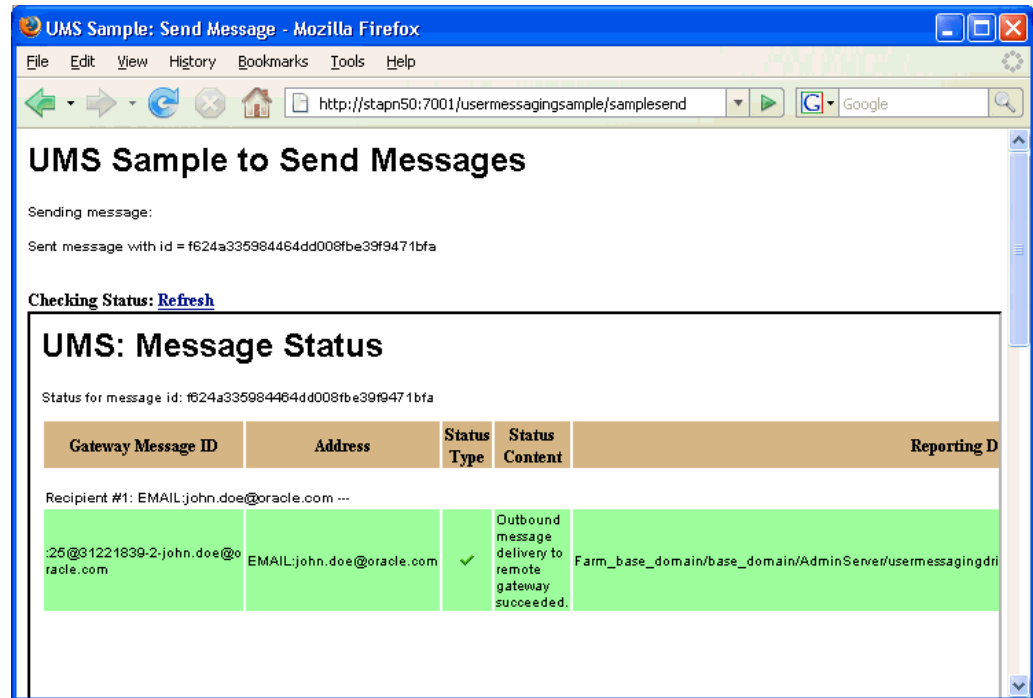 UMS Sample: Send Message - Mozilla Firefox
File Edit View History Bookmarks Tools Help
http://stapn50:7001/usermessagingsample/samplesend
G Google
UMS Sample to Send Messages
Sending message:
Sent message with id = f624a335984464dd008fbe39f9471bfa
Checking Status: Refresh
UMS: Message Status
Status for message id: f624a335984464dd008fbe39f9471bfa
Gateway Message ID
Address
Status
Type
Status
Content
Reporting D
Recipient #1: EMAIL:john.doe@oracle.com ---
:25@31221839-2-john.doe@o
racle.com
EMAIL:john.doe@oracle.com
Outbound
message
delivery to
remote
gateway
succeeded.
Farm_base_domain/base_domain/AdminServer/usermessagingdri